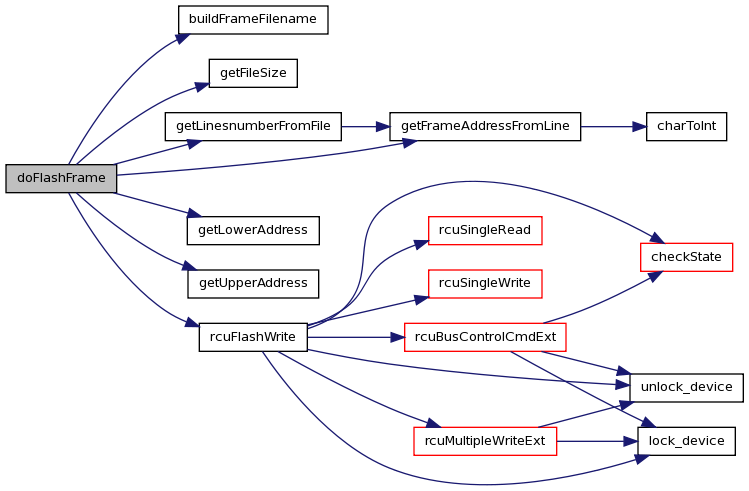 buildFrameFilename
getFileSize
getLinesnumberFromFile
getFrameAddressFromLine
charToInt
doFlashFrame
getLowerAddress
rcuSingleRead
checkState
getUpperAddress
rcuSingleWrite
rcuFlashWrite
rcuBusControlCmdExt
unlock_device
rcuMultipleWriteExt
lock_device